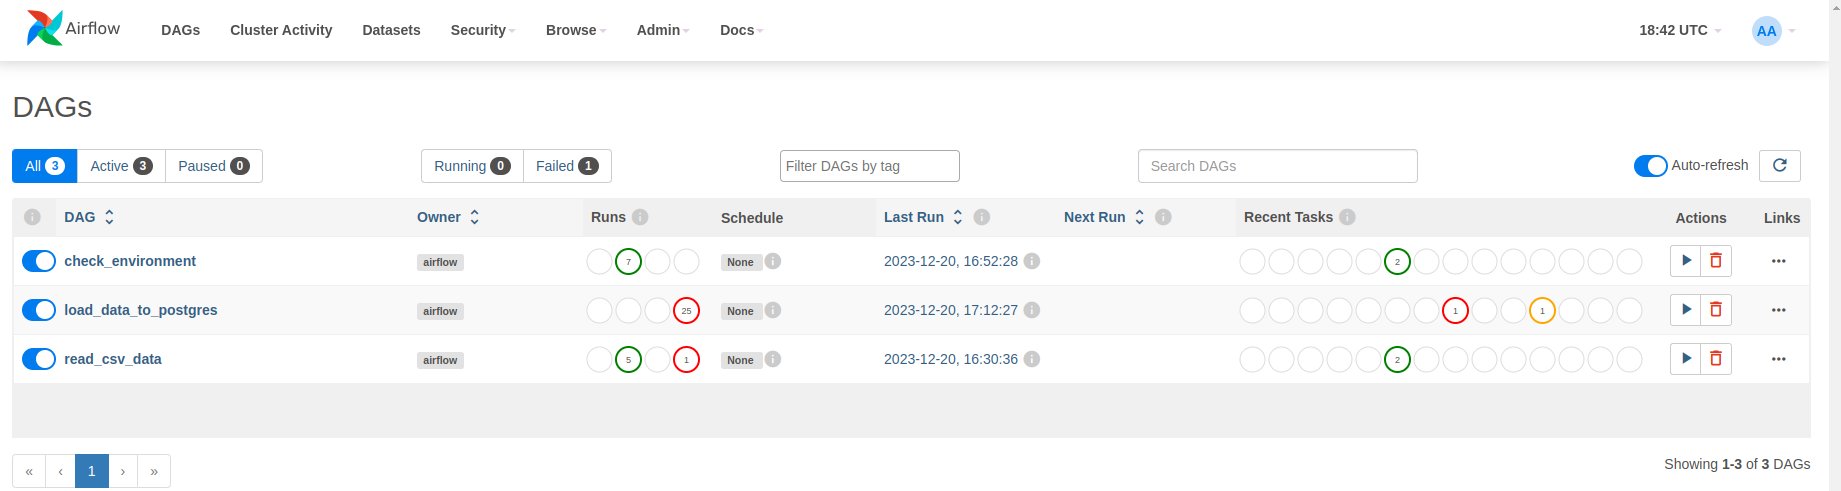 Airflow DAGs Cluster Activity Datasets Security Browse Admin Docs 18:42 UTC AA
DAGs
All 3 Active 3 Paused 0 Running 0 Failed 1 Filter DAGs by tag Search DAGs Auto-refresh
i DAG Owner Runs i Schedule Last Run i Next Run i Recent Tasks i Actions Links
check_environment airflow 7 None i 2023-12-20, 16:52:28 i 2 ...
load_data_to_postgres airflow 25 None i 2023-12-20, 17:12:27 i 1 1 ...
read_csv_data airflow 5 1 None i 2023-12-20, 16:30:36 i 2 ...
« ‹ 1 › » Showing 1-3 of 3 DAGs